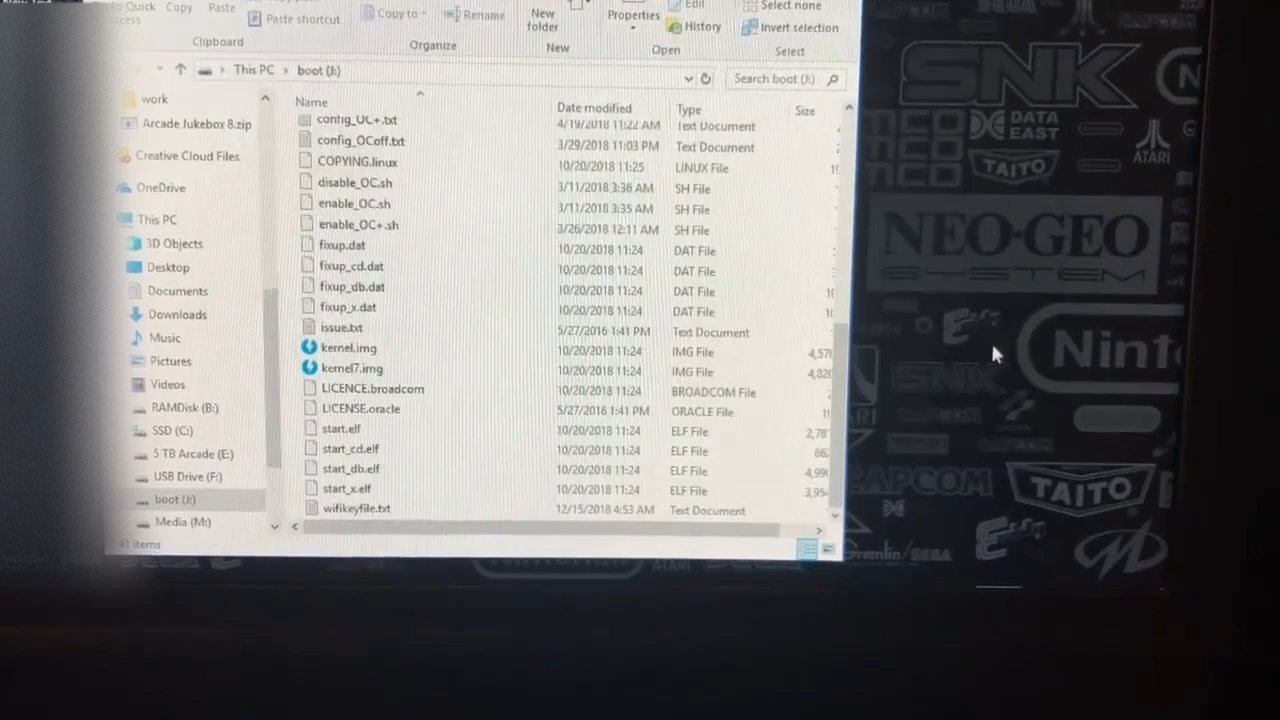 to Quick Copy Paste
access
Paste shortcut
Copy to
Rename
New
folder
Properties
Edit
History
Select none
Invert selection
Clipboard Organize New Open Select
This PC > boot (J:)
Search boot (J:)
Name Date modified Type Size
work
Arcade Jukebox 8.zip
Creative Cloud Files
OneDrive
This PC
3D Objects
Desktop
Documents
Downloads
Music
Pictures
Videos
RAMDisk (B:)
SSD (C:)
5 TB Arcade (E:)
USB Drive (F:)
boot (J:)
Media (M:)
config_OC+.txt 4/19/2018 11:22 AM Text Document
config_OCoff.txt 3/29/2018 11:03 PM Text Document
COPYING.linux 10/20/2018 11:25 LINUX File
disable_OC.sh 3/11/2018 3:36 AM SH File
enable_OC.sh 3/11/2018 3:35 AM SH File
enable_OC+.sh 3/26/2018 12:11 AM SH File
fixup.dat 10/20/2018 11:24 DAT File
fixup_cd.dat 10/20/2018 11:24 DAT File
fixup_db.dat 10/20/2018 11:24 DAT File
fixup_x.dat 10/20/2018 11:24 DAT File
issue.txt 5/27/2016 1:41 PM Text Document
kernel.img 10/20/2018 11:24 IMG File 4,570
kernel7.img 10/20/2018 11:24 IMG File 4,820
LICENCE.broadcom 10/20/2018 11:24 BROADCOM File
LICENSE.oracle 5/27/2016 1:41 PM ORACLE File
start.elf 10/20/2018 11:24 ELF File 2,78
start_cd.elf 10/20/2018 11:24 ELF File 66
start_db.elf 10/20/2018 11:24 ELF File 4,99
start_x.elf 10/20/2018 11:24 ELF File 3,95
wifikeyfile.txt 12/15/2018 4:53 AM Text Document
41 items
SEGA
CAPCOM
SNK
N
DATA
EAST
ATARI
TAITO
NEO·GEO
SYSTEM
Nint
SNK
CAPCOM
TAITO
Gremlin/SEGA
ATARI